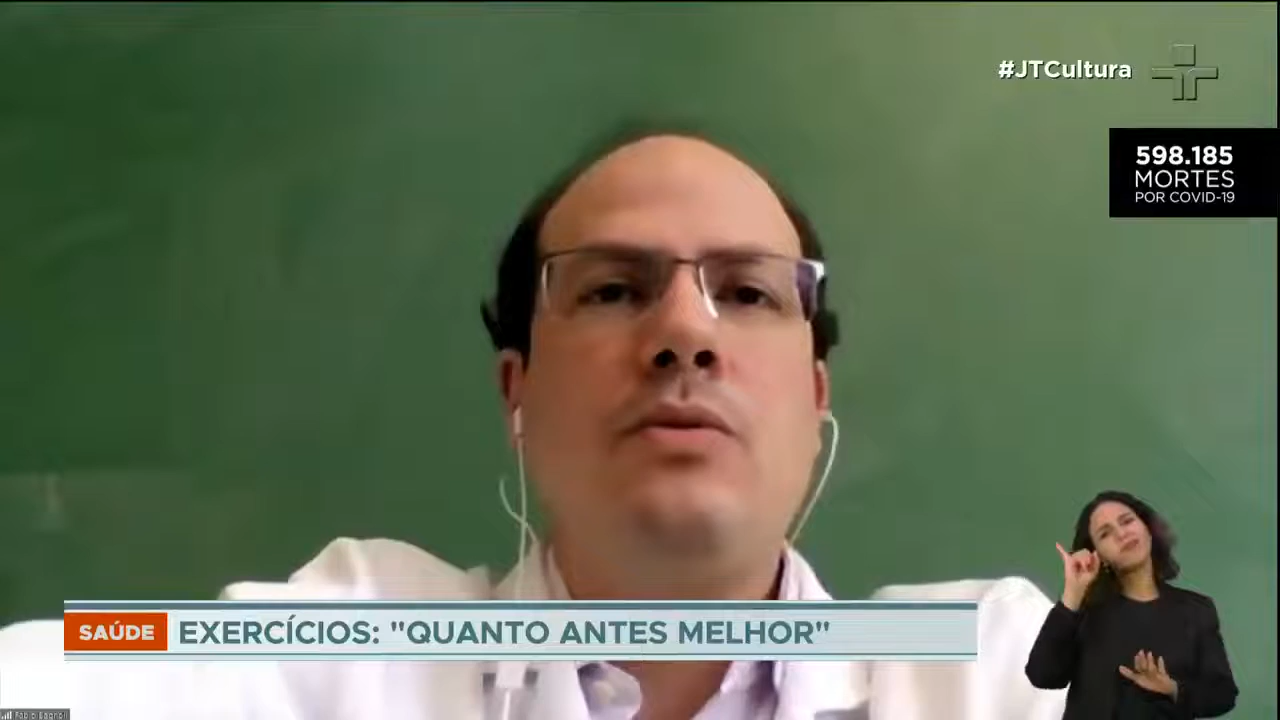 #JTCultura
598.185
MORTES
POR COVID-19
SAÚDE
EXERCÍCIOS: "QUANTO ANTES MELHOR"